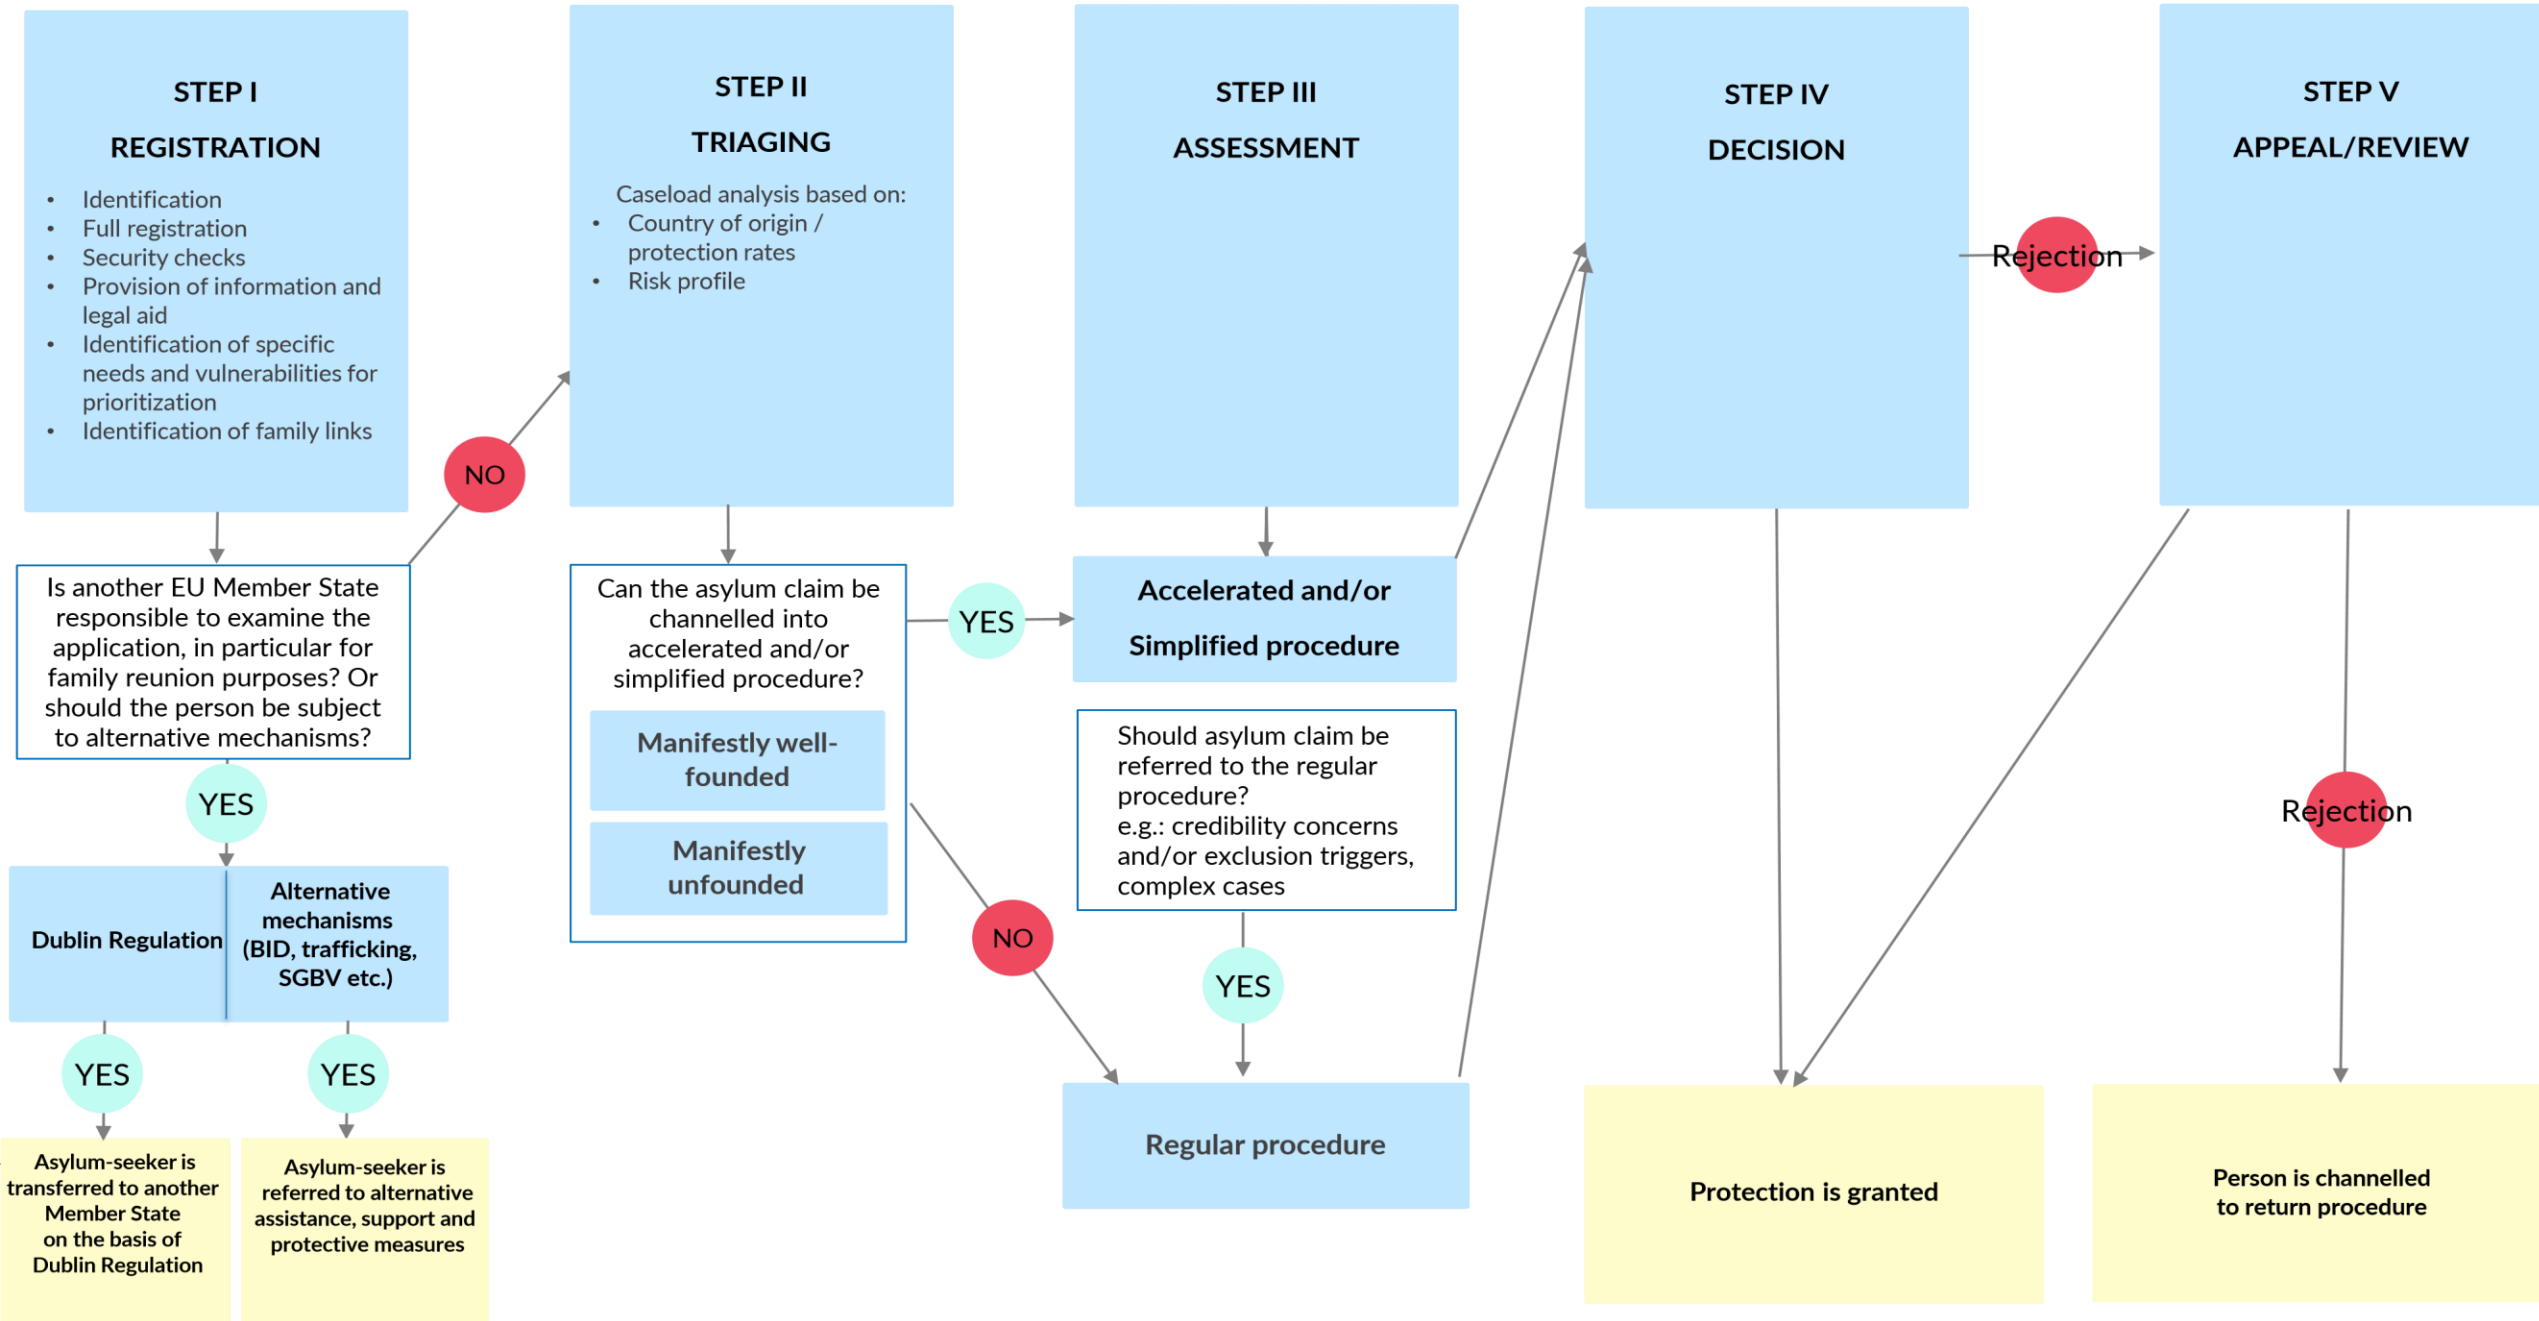 STEP I
REGISTRATION
• Identification
• Full registration
• Security checks
• Provision of information and
legal aid
• Identification of specific
needs and vulnerabilities for
prioritization
• Identification of family links
NO
Is another EU Member State
responsible to examine the
application, in particular for
family reunion purposes? Or
should the person be subject
to alternative mechanisms?
YES
Dublin Regulation
Alternative
mechanisms
(BID, trafficking,
SGBV etc.)
YES
YES
Asylum-seeker is
transferred to another
Member State
on the basis of
Dublin Regulation
Asylum-seeker is
referred to alternative
assistance, support and
protective measures
STEP II
TRIAGING
Caseload analysis based on:
• Country of origin /
protection rates
• Risk profile
Can the asylum claim be
channelled into
accelerated and/or
simplified procedure?
Manifestly well-
founded
Manifestly
unfounded
YES
NO
STEP III
ASSESSMENT
Accelerated and/or
Simplified procedure
Should asylum claim be
referred to the regular
procedure?
e.g.: credibility concerns
and/or exclusion triggers,
complex cases
YES
Regular procedure
STEP IV
DECISION
Rejection
Protection is granted
STEP V
APPEAL/REVIEW
Rejection
Person is channelled
to return procedure